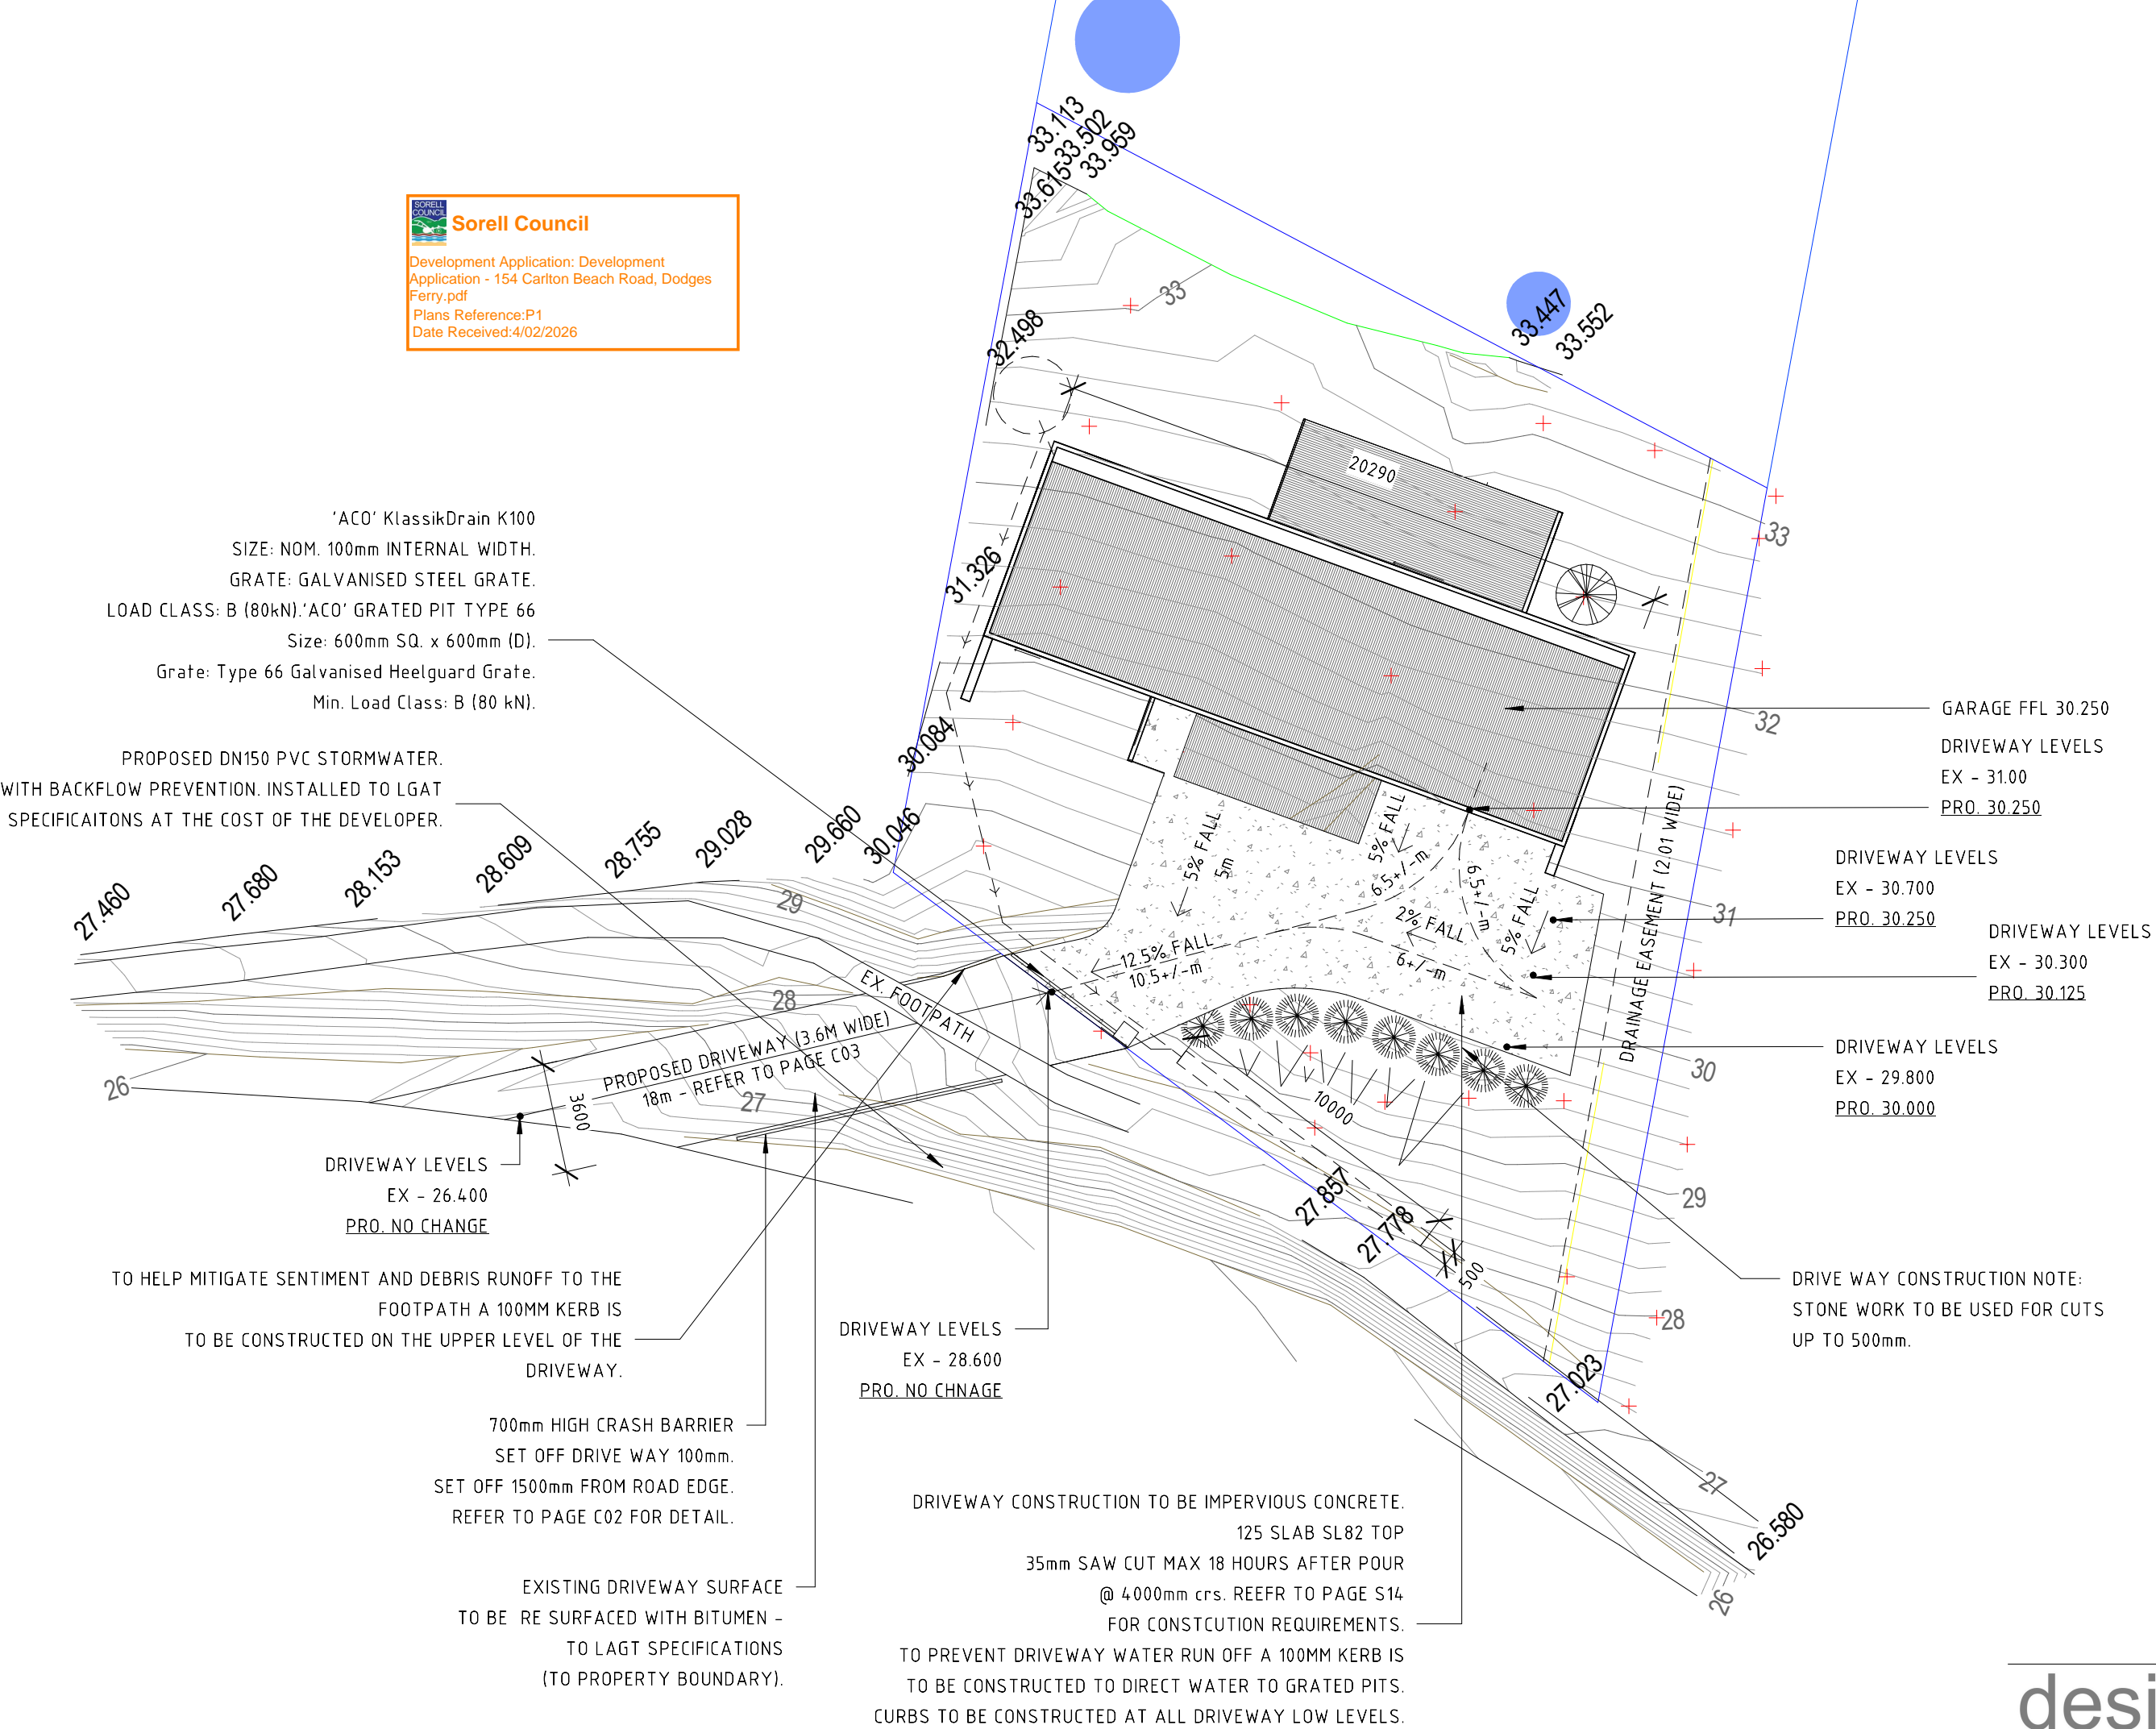 SORELL
COUNCIL
Sorell Council
Development Application: Development
Application - 154 Carlton Beach Road, Dodges
Ferry.pdf
Plans Reference:P1
Date Received:4/02/2026
33.113
33.502
33.959
33.615
33
32.498
33.447
33.552
20290
33
'ACO' KlassikDrain K100
SIZE: NOM. 100mm INTERNAL WIDTH.
GRATE: GALVANISED STEEL GRATE.
LOAD CLASS: B (80kN).'ACO' GRATED PIT TYPE 66
Size: 600mm SQ. x 600mm (D).
Grate: Type 66 Galvanised Heelguard Grate.
Min. Load Class: B (80 kN).
31.326
30.084
PROPOSED DN150 PVC STORMWATER.
WITH BACKFLOW PREVENTION. INSTALLED TO LGAT
SPECIFICAITONS AT THE COST OF THE DEVELOPER.
27.460
27.680
28.153
28.609
28.755
29.028
29.660
30.046
GARAGE FFL 30.250
32
DRIVEWAY LEVELS
EX - 31.00
PRO. 30.250
DRIVEWAY LEVELS
EX - 30.700
PRO. 30.250
31
DRIVEWAY LEVELS
EX - 30.300
PRO. 30.125
DRIVEWAY LEVELS
EX - 29.800
PRO. 30.000
30
DRAINAGE EASEMENT (2.01 WIDE)
5% FALL
5m
5% FALL
6.5+/-m
6.5+/-m
5% FALL
2% FALL
6+/-m
12.5% FALL
10.5+/-m
29
28
EX. FOOTPATH
PROPOSED DRIVEWAY (3.6M WIDE)
18m - REFER TO PAGE C03
26
27
3600
10000
DRIVEWAY LEVELS
EX - 26.400
PRO. NO CHANGE
27.857
27.778
500
29
28
27.023
TO HELP MITIGATE SENTIMENT AND DEBRIS RUNOFF TO THE
FOOTPATH A 100MM KERB IS
TO BE CONSTRUCTED ON THE UPPER LEVEL OF THE
DRIVEWAY.
DRIVEWAY LEVELS
EX - 28.600
PRO. NO CHNAGE
DRIVE WAY CONSTRUCTION NOTE:
STONE WORK TO BE USED FOR CUTS
UP TO 500mm.
700mm HIGH CRASH BARRIER
SET OFF DRIVE WAY 100mm.
SET OFF 1500mm FROM ROAD EDGE.
REFER TO PAGE C02 FOR DETAIL.
27
26.580
26
EXISTING DRIVEWAY SURFACE
TO BE RE SURFACED WITH BITUMEN -
TO LAGT SPECIFICATIONS
(TO PROPERTY BOUNDARY).
DRIVEWAY CONSTRUCTION TO BE IMPERVIOUS CONCRETE.
125 SLAB SL82 TOP
35mm SAW CUT MAX 18 HOURS AFTER POUR
@ 4000mm crs. REEFR TO PAGE S14
FOR CONSTCUTION REQUIREMENTS.
TO PREVENT DRIVEWAY WATER RUN OFF A 100MM KERB IS
TO BE CONSTRUCTED TO DIRECT WATER TO GRATED PITS.
CURBS TO BE CONSTRUCTED AT ALL DRIVEWAY LOW LEVELS.
desi